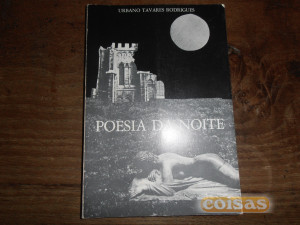 URBANO TAVARES RODRIGUES
POESIA DA NOITE
coisas